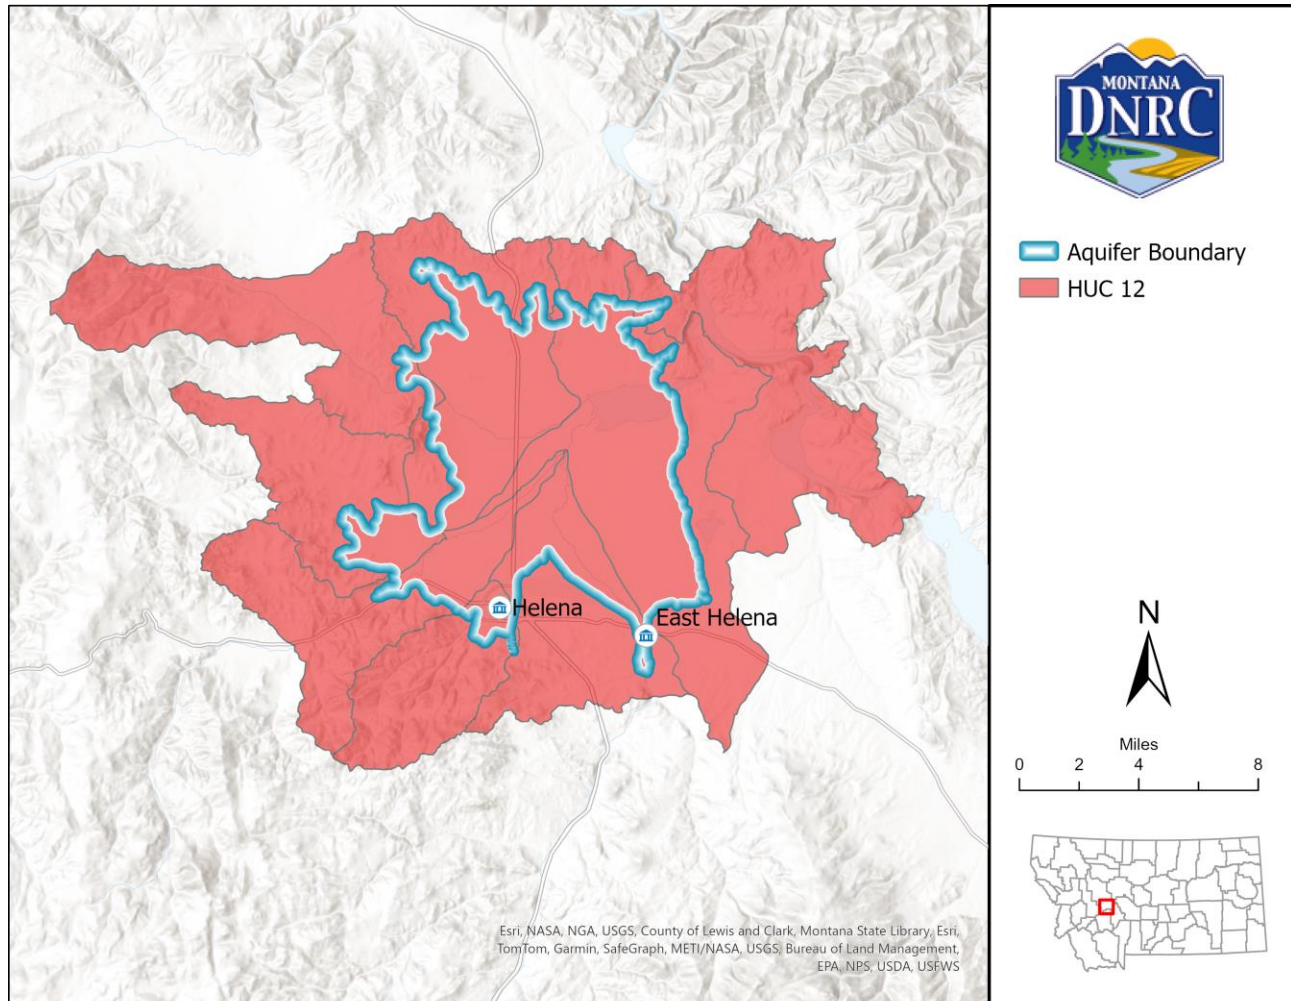 MONTANA
DNRC
Aquifer Boundary
HUC 12
Helena
East Helena
N
Miles
0 2 4 8
Esri, NASA, NGA, USGS, County of Lewis and Clark, Montana State Library, Esri,
TomTom, Garmin, SafeGraph, METI/NASA, USGS, Bureau of Land Management,
EPA, NPS, USDA, USFWS